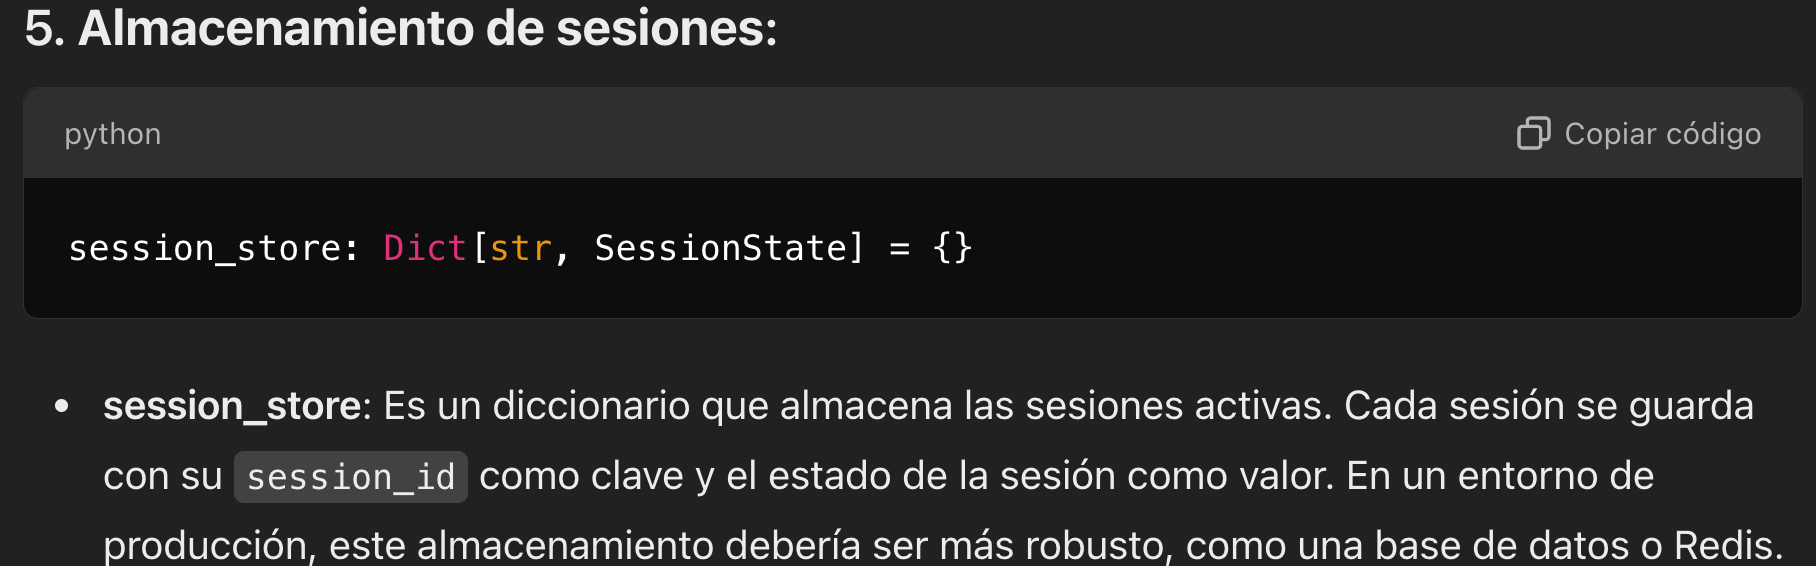 5. Almacenamiento de sesiones:
python
Copiar código
session_store: Dict[str, SessionState] = {}
• session_store: Es un diccionario que almacena las sesiones activas. Cada sesión se guarda
con su session_id como clave y el estado de la sesión como valor. En un entorno de
producción, este almacenamiento debería ser más robusto, como una base de datos o Redis.